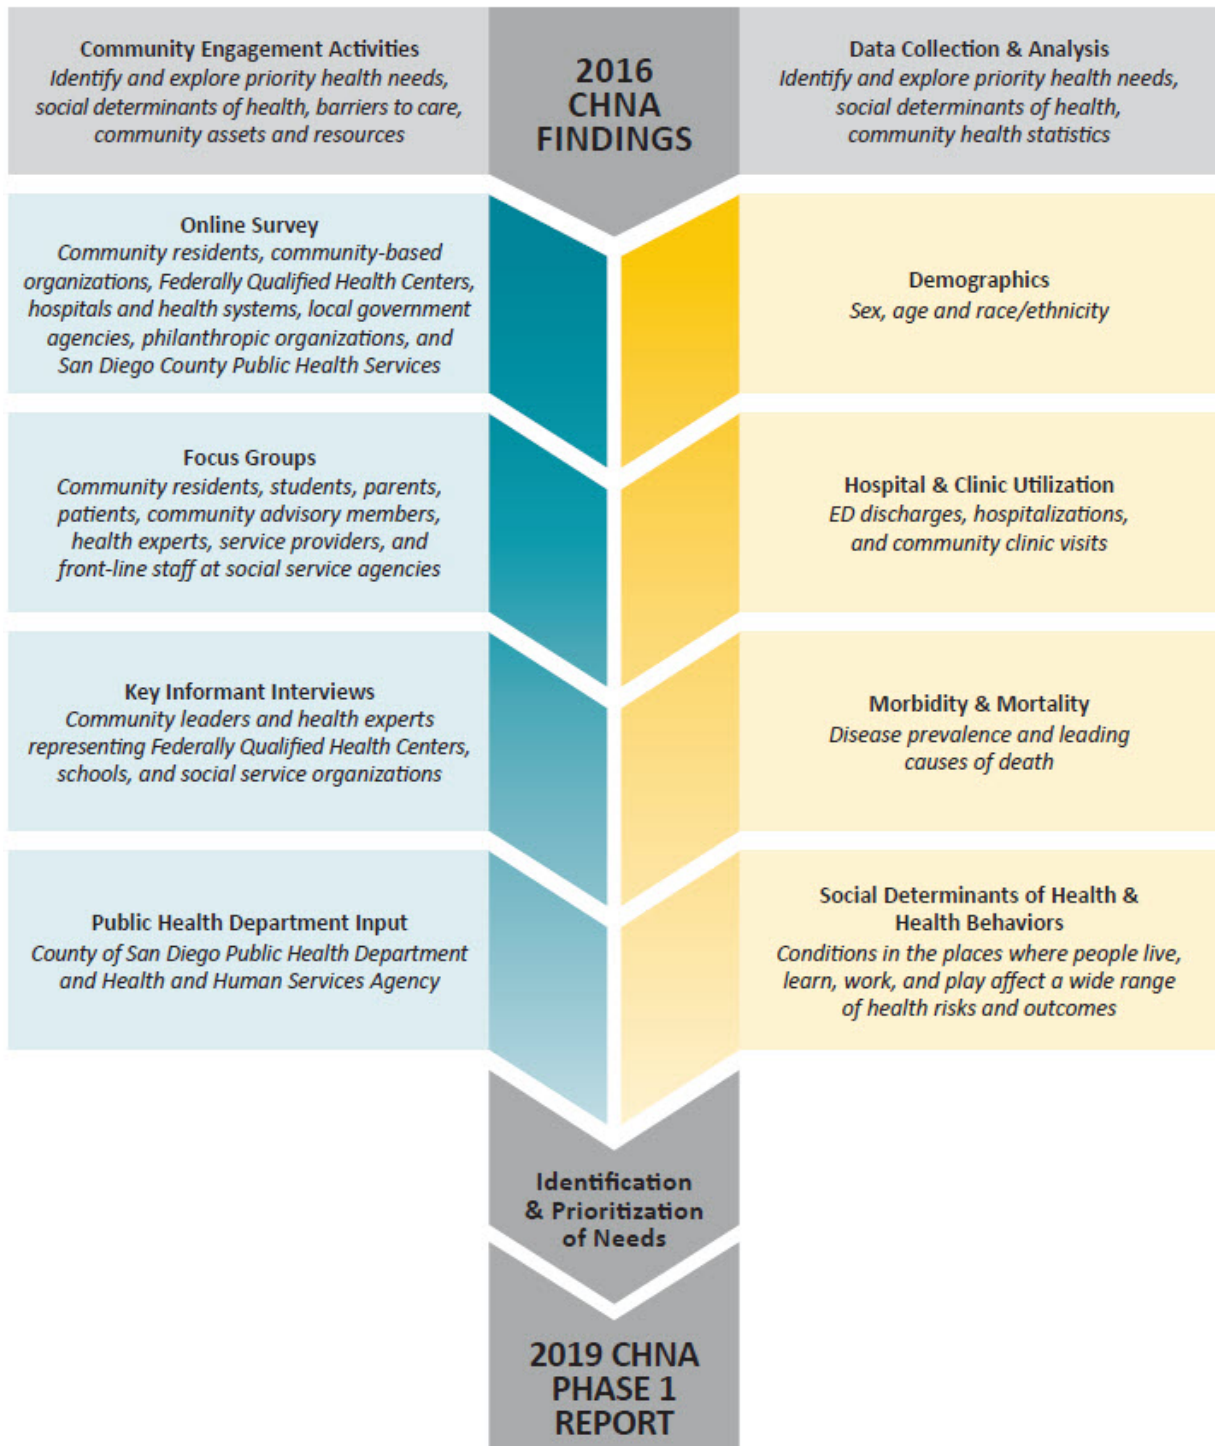 Community Engagement Activities
Identify and explore priority health needs,
social determinants of health, barriers to care,
community assets and resources
2016
CHNA
FINDINGS
Data Collection & Analysis
Identify and explore priority health needs,
social determinants of health,
community health statistics
Online Survey
Community residents, community-based
organizations, Federally Qualified Health Centers,
hospitals and health systems, local government
agencies, philanthropic organizations, and
San Diego County Public Health Services
Demographics
Sex, age and race/ethnicity
Focus Groups
Community residents, students, parents,
patients, community advisory members,
health experts, service providers, and
front-line staff at social service agencies
Hospital & Clinic Utilization
ED discharges, hospitalizations,
and community clinic visits
Key Informant Interviews
Community leaders and health experts
representing Federally Qualified Health Centers,
schools, and social service organizations
Morbidity & Mortality
Disease prevalence and leading
causes of death
Public Health Department Input
County of San Diego Public Health Department
and Health and Human Services Agency
Social Determinants of Health &
Health Behaviors
Conditions in the places where people live,
learn, work, and play affect a wide range
of health risks and outcomes
Identification
& Prioritization
of Needs
2019 CHNA
PHASE 1
REPORT